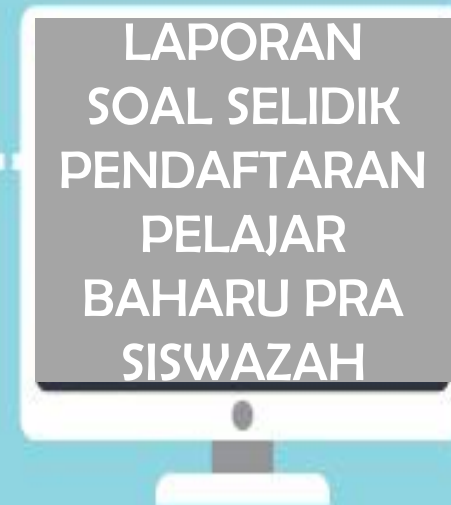 LAPORAN
SOAL SELIDIK
PENDAFTARAN
PELAJAR
BAHARU PRA
SISWAZAH